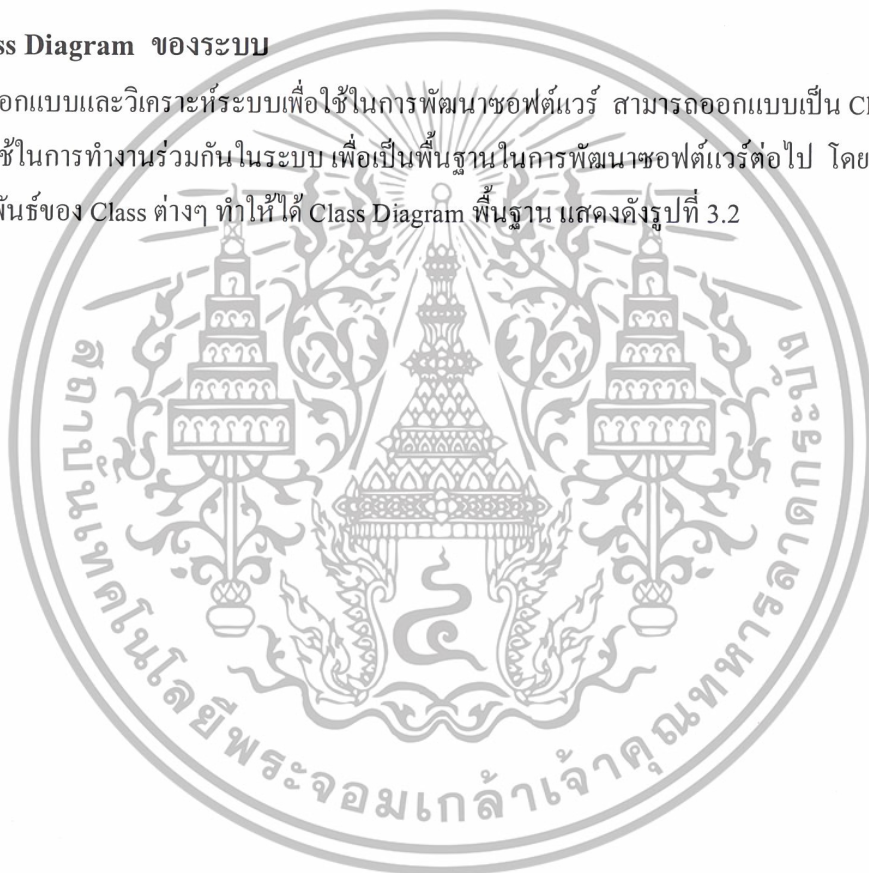 ss Diagram ของระบบ
อกแบบและวิเคราะห์ระบบเพื่อใช้ในการพัฒนาซอฟต์แวร์ สามารถออกแบบเป็น Cl
ช้ในการทำงานร่วมกันในระบบ เพื่อเป็นพื้นฐานในการพัฒนาซอฟต์แวร์ต่อไป โดย
พันธ์ของ Class ต่างๆ ทำให้ได้ Class Diagram พื้นฐาน แสดงดังรูปที่ 3.2
สถาบันเทคโนโลยีพระจอมเกล้าเจ้าคุณทหารลาดกระบัง
๔